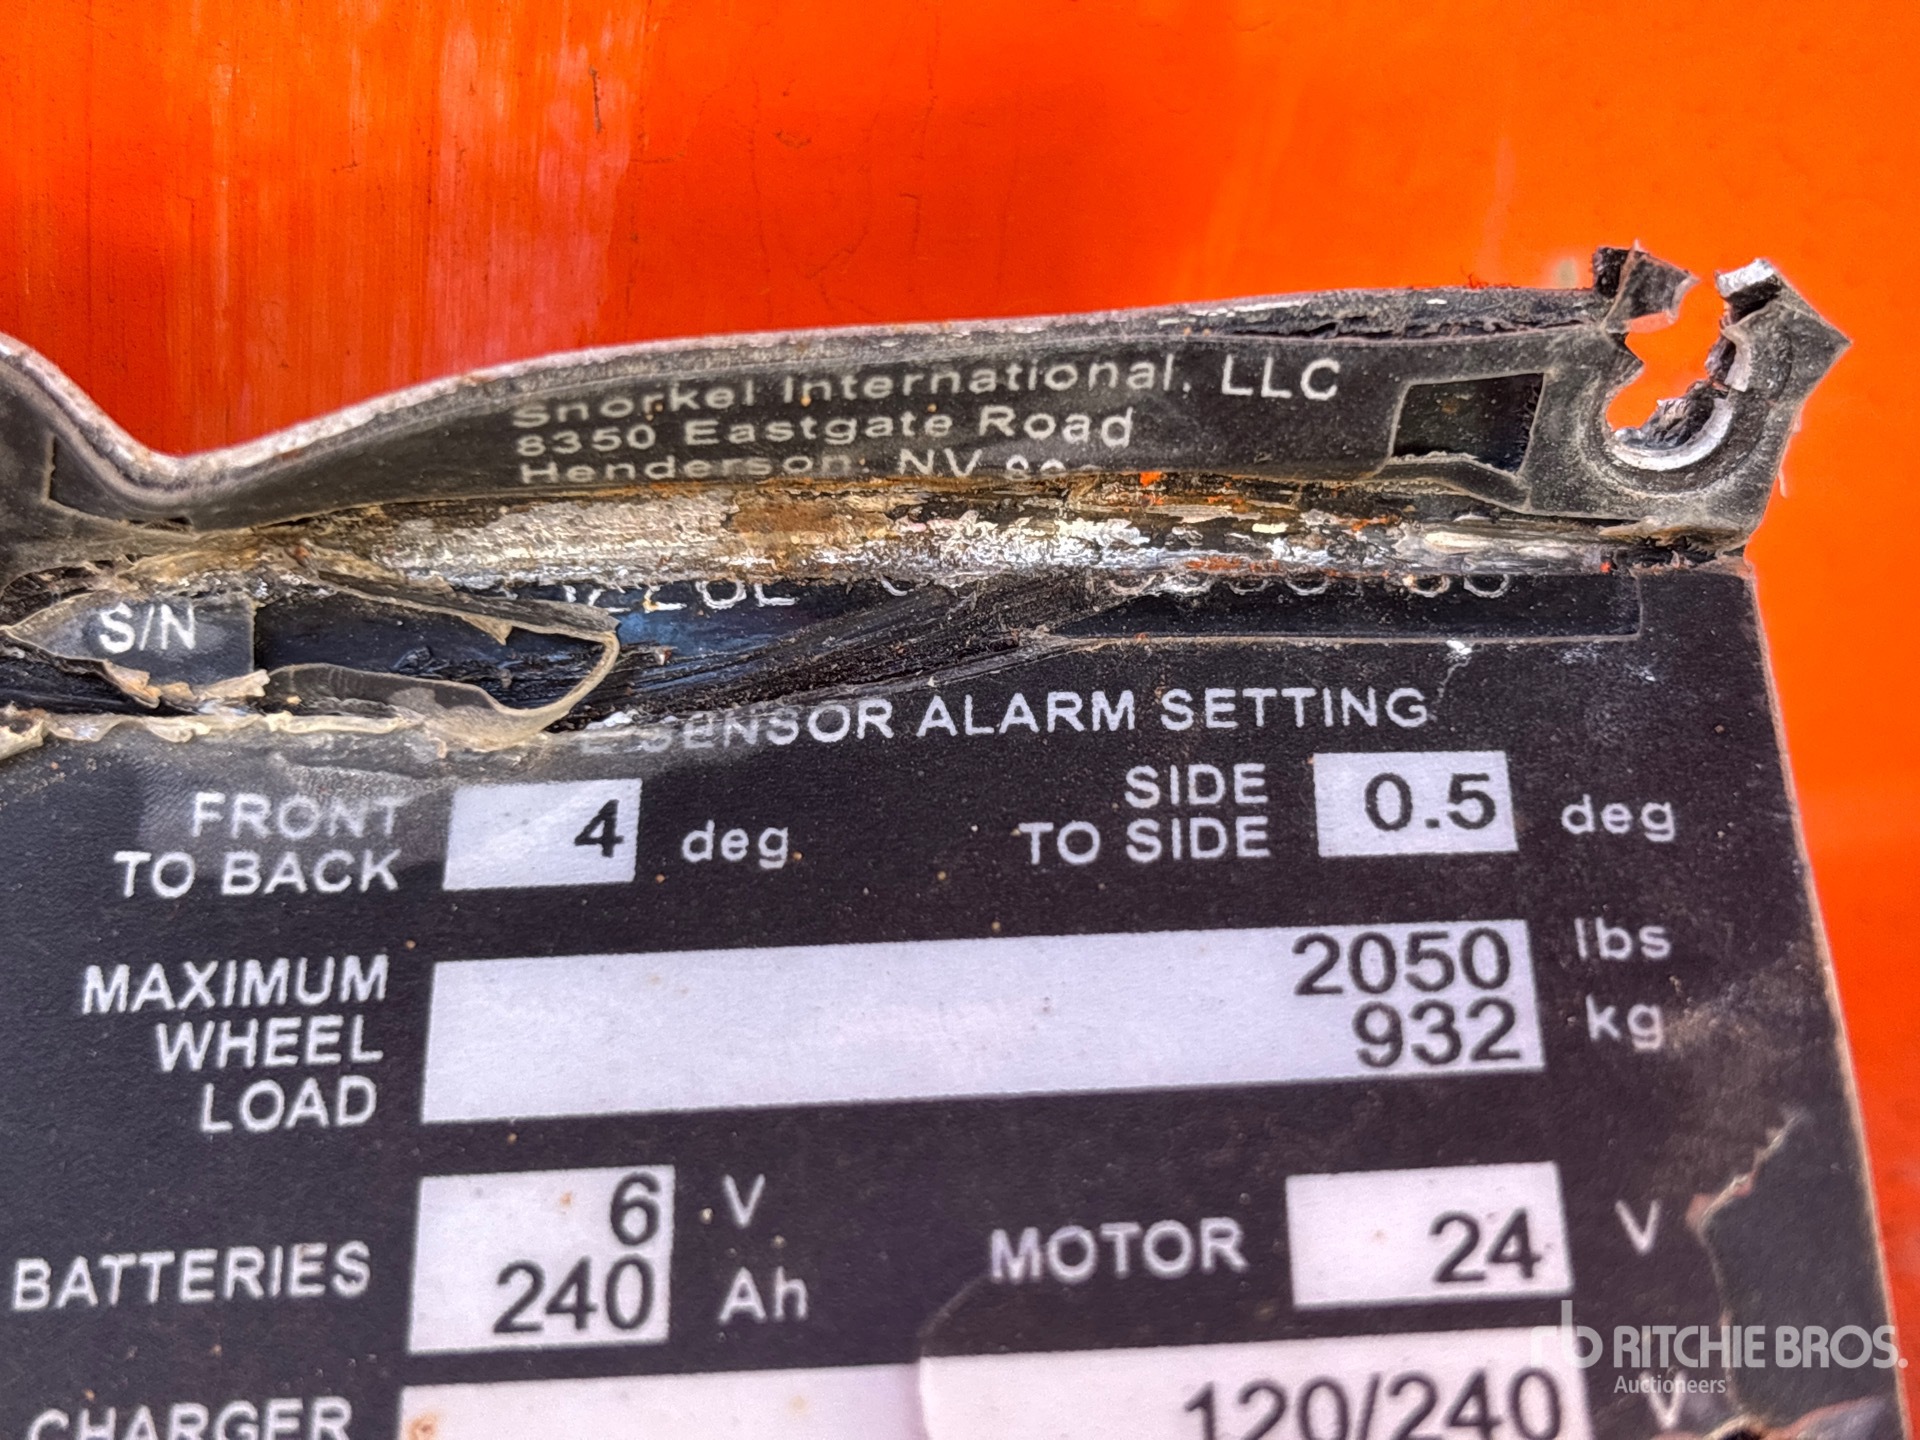 Snorkel International, LLC
8350 Eastgate Road
Henderson, NV
S/N
SENSOR ALARM SETTING
FRONT TO BACK 4 deg
SIDE TO SIDE 0.5 deg
MAXIMUM WHEEL LOAD
2050 lbs
932 kg
BATTERIES
6 V
240 Ah
MOTOR 24 V
CHARGER 120/240 V
RITCHIE BROS.
Auctioneers